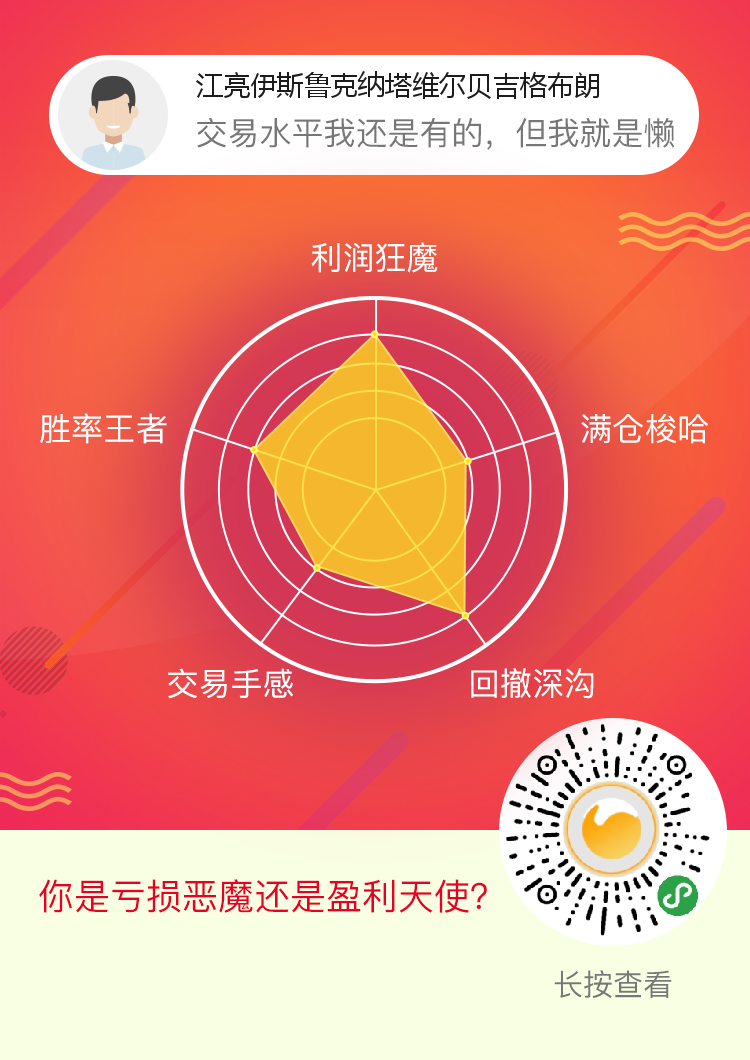 江亮伊斯鲁克纳塔维尔贝吉格布朗
交易水平我还是有的，但我就是懒
利润狂魔
胜率王者
满仓梭哈
交易手感
回撤深沟
你是亏损恶魔还是盈利天使?
长按查看